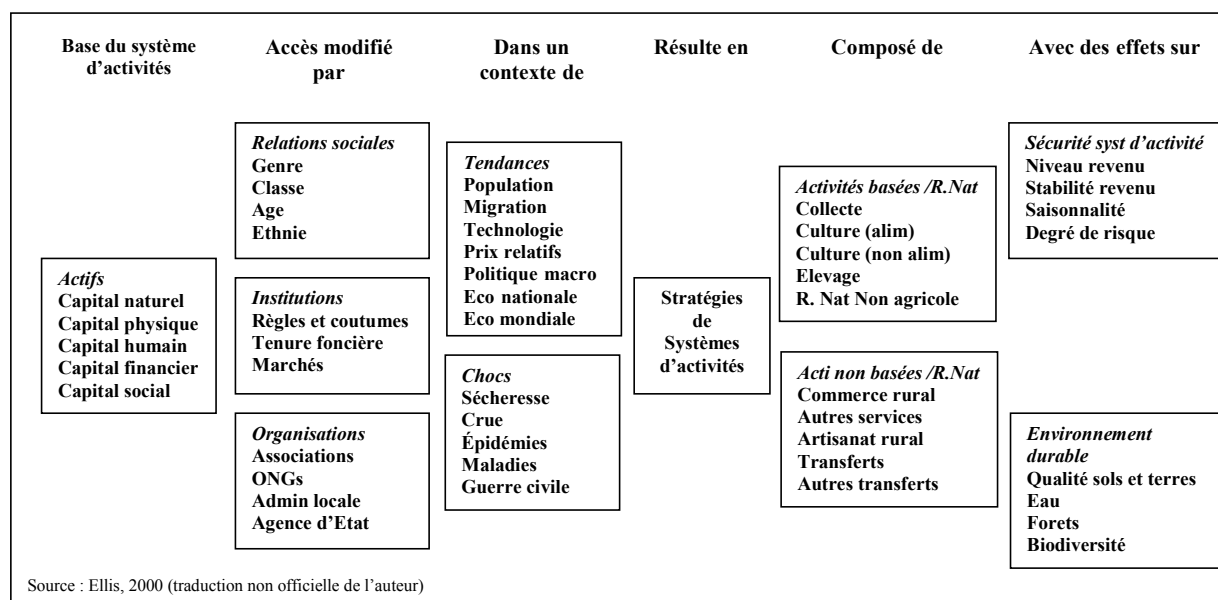 Base du système
d'activités
Accès modifié
par
Dans un
contexte de
Résulte en
Composé de
Avec des effets sur
Actifs
Capital naturel
Capital physique
Capital humain
Capital financier
Capital social
Relations sociales
Genre
Classe
Age
Ethnie
Institutions
Règles et coutumes
Tenure foncière
Marchés
Organisations
Associations
ONGs
Admin locale
Agence d'Etat
Tendances
Population
Migration
Technologie
Prix relatifs
Politique macro
Eco nationale
Eco mondiale
Chocs
Sécheresse
Crue
Épidémies
Maladies
Guerre civile
Stratégies
de
Systèmes
d'activités
Activités basées /R.Nat
Collecte
Culture (alim)
Culture (non alim)
Elevage
R. Nat Non agricole
Acti non basées /R.Nat
Commerce rural
Autres services
Artisanat rural
Transferts
Autres transferts
Sécurité syst d'activité
Niveau revenu
Stabilité revenu
Saisonnalité
Degré de risque
Environnement
durable
Qualité sols et terres
Eau
Forets
Biodiversité
Source : Ellis, 2000 (traduction non officielle de l'auteur)